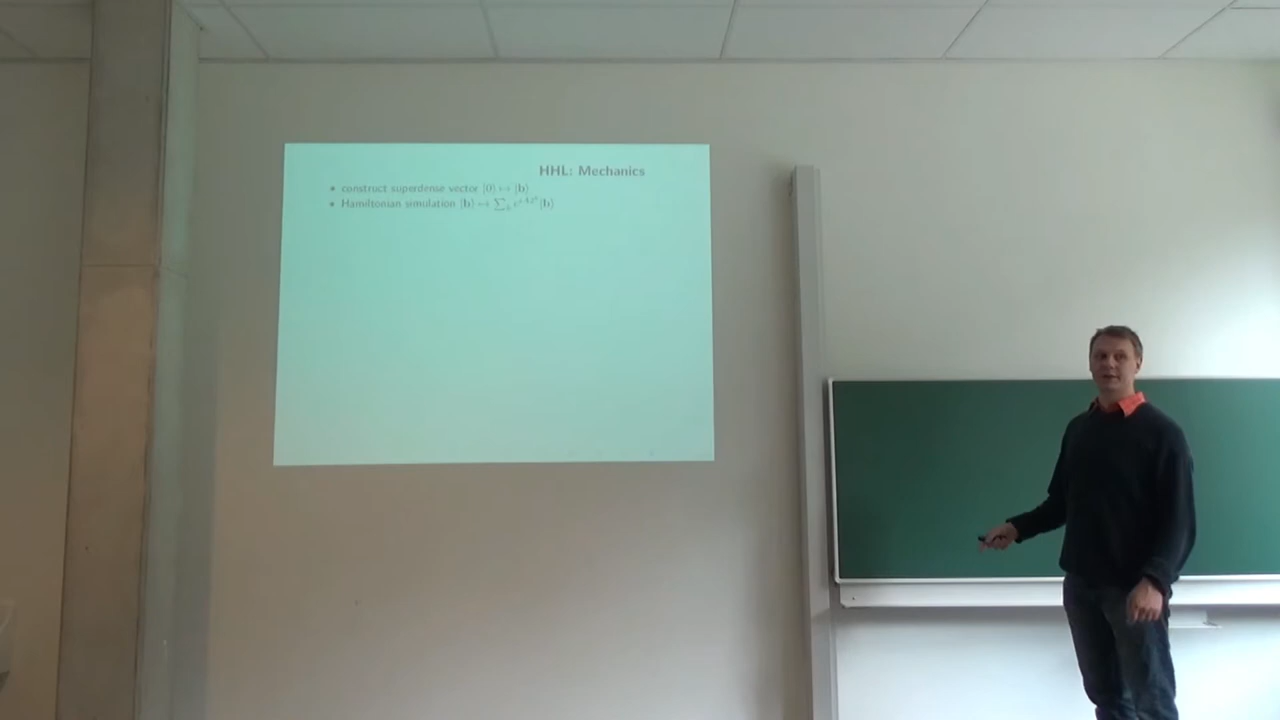 HHL: Mechanics
• construct superdense vector |0⟩ ↦ |b⟩
• Hamiltonian simulation |b⟩ ↦